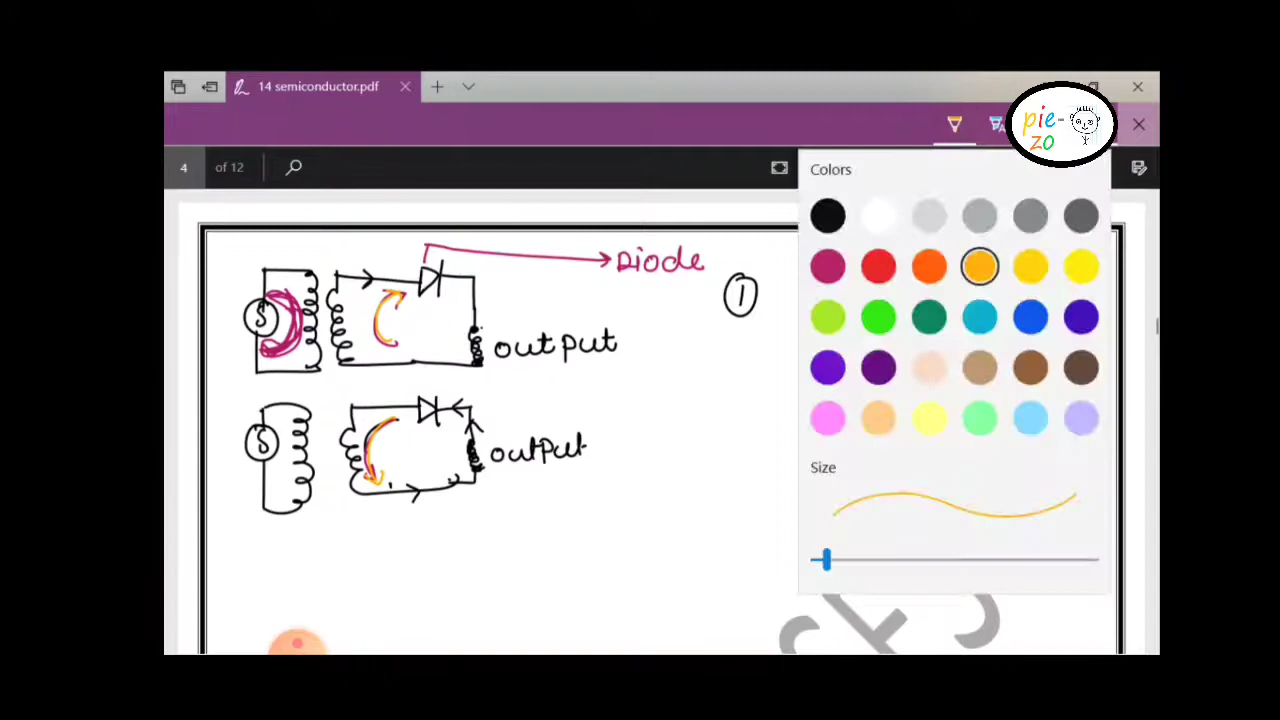 14 semiconductor.pdf
pie-
zo
4 of 12
Colors
Diode
1
S
output
S
output
Size